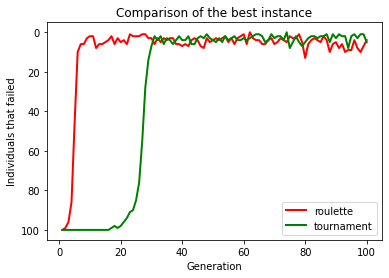 Comparison of the best instance
0
20
40
60
80
100
Individuals that failed
0
20
40
60
80
100
Generation
roulette
tournament